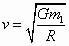 v = √(Gm₁/R)